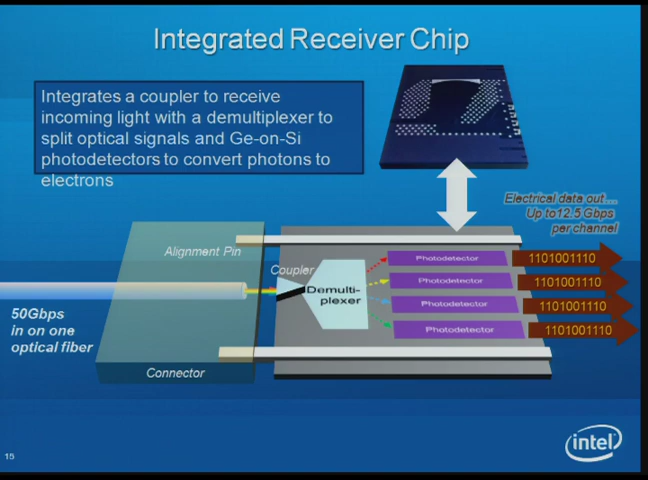 Integrated Receiver Chip
Integrates a coupler to receive
incoming light with a demultiplexer to
split optical signals and Ge-on-Si
photodetectors to convert photons to
electrons
Electrical data out...
Up to12.5 Gbps
per channel
Alignment Pin
Coupler
Demulti-
plexer
Photodetector
1101001110
Photodetector
1101001110
Photodetector
1101001110
Photodetector
1101001110
50Gbps
in on one
optical fiber
Connector
intel
15